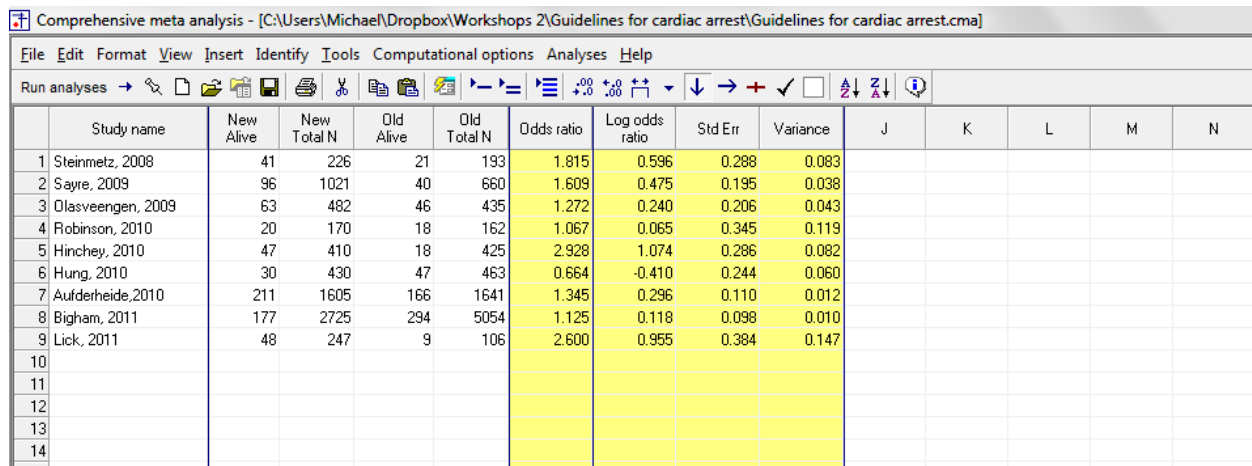 Comprehensive meta analysis - [C:\Users\Michael\Dropbox\Workshops 2\Guidelines for cardiac arrest\Guidelines for cardiac arrest.cma]
File Edit Format View Insert Identify Tools Computational options Analyses Help
Run analyses
Study name New Alive New Total N Old Alive Old Total N Odds ratio Log odds ratio Std Err Variance J K L M N
1 Steinmetz, 2008 41 226 21 193 1.815 0.596 0.288 0.083
2 Sayre, 2009 96 1021 40 660 1.609 0.475 0.195 0.038
3 Olasveengen, 2009 63 482 46 435 1.272 0.240 0.206 0.043
4 Robinson, 2010 20 170 18 162 1.067 0.065 0.345 0.119
5 Hinchey, 2010 47 410 18 425 2.928 1.074 0.286 0.082
6 Hung, 2010 30 430 47 463 0.664 -0.410 0.244 0.060
7 Aufderheide,2010 211 1605 166 1641 1.345 0.296 0.110 0.012
8 Bigham, 2011 177 2725 294 5054 1.125 0.118 0.098 0.010
9 Lick, 2011 48 247 9 106 2.600 0.955 0.384 0.147
10
11
12
13
14